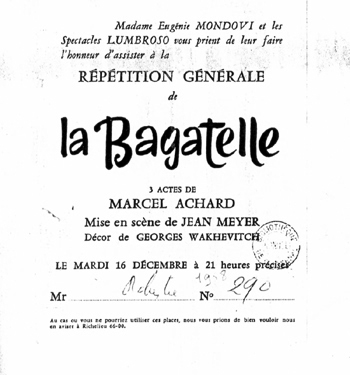 Madame Eugénie MONDOVI et les
Spectacles LUMBROSO vous prient de leur faire
l'honneur d'assister à la
RÉPÉTITION GÉNÉRALE
de
la Bagatelle
3 ACTES DE
MARCEL ACHARD
Mise en scène de JEAN MEYER
Décor de GEORGES WAKHEVITCH
LE MARDI 16 DÉCEMBRE à 21 heures précises
Mr No 290
Au cas où vous ne pourriez utiliser ces places, nous vous prions de bien vouloir nous
en aviser à Richelieu